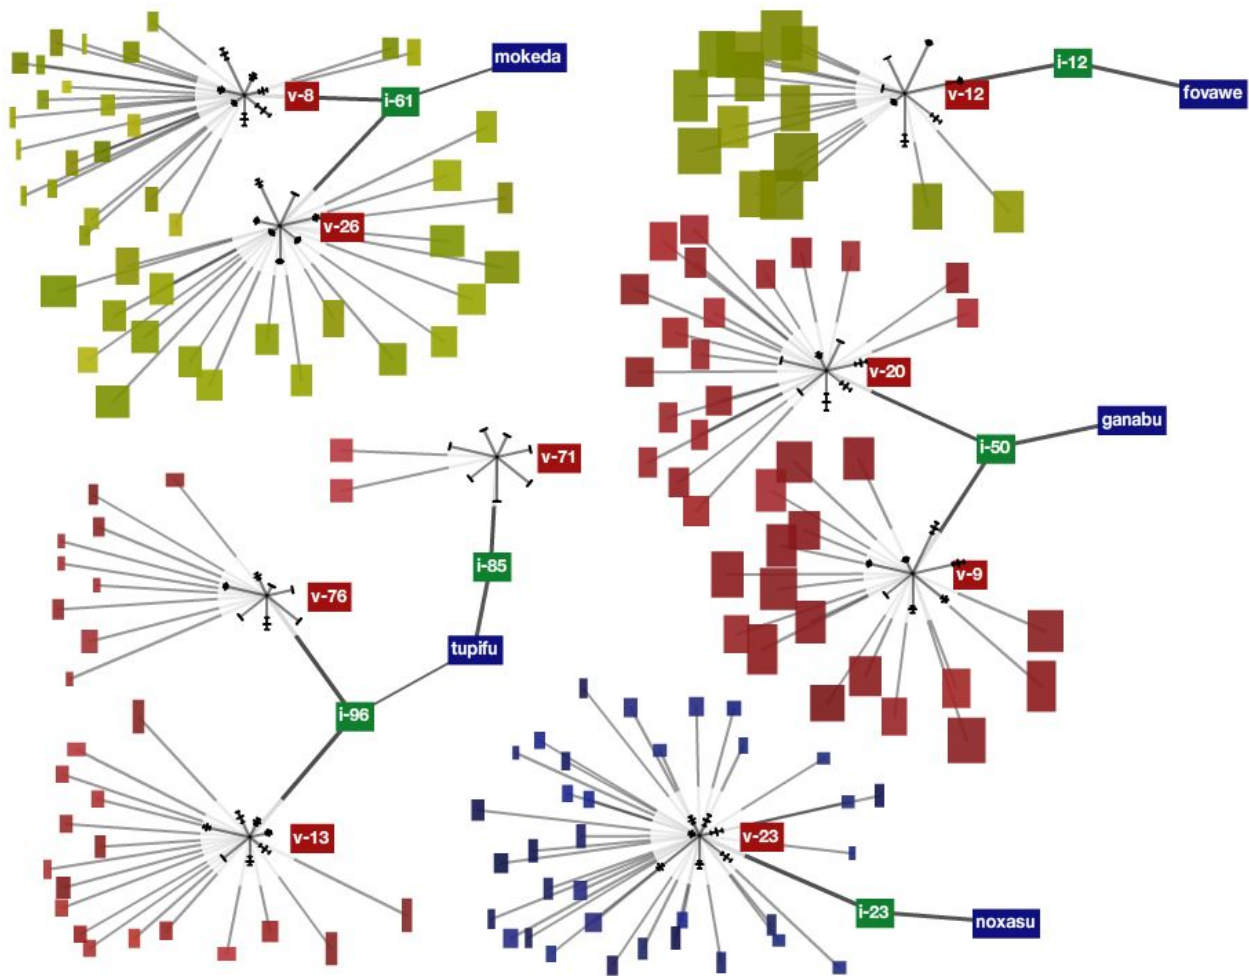 mokeda
v-8
i-61
v-26
i-12
v-12
fovawe
v-20
ganabu
i-50
v-9
v-71
i-85
v-76
tupifu
i-96
v-13
v-23
i-23
noxasu